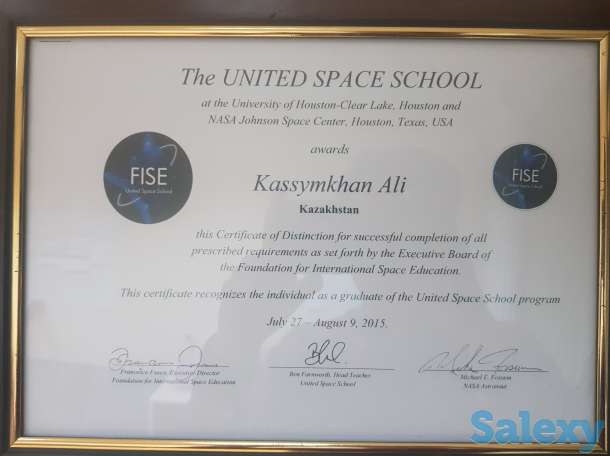 The UNITED SPACE SCHOOL
at the University of Houston-Clear Lake, Houston and
NASA Johnson Space Center, Houston, Texas, USA
awards
FISE
United Space School
FISE
United Space School
Kassymkhan Ali
Kazakhstan
this Certificate of Distinction for successful completion of all
prescribed requirements as set forth by the Executive Board of
the Foundation for International Space Education.
This certificate recognizes the individual as a graduate of the United Space School program
July 27 – August 9, 2015.
Executive Director
Foundation for International Space Education
Ben Farnworth, Head Teacher
United Space School
Michael E. Fossum
NASA Astronaut
Salexy